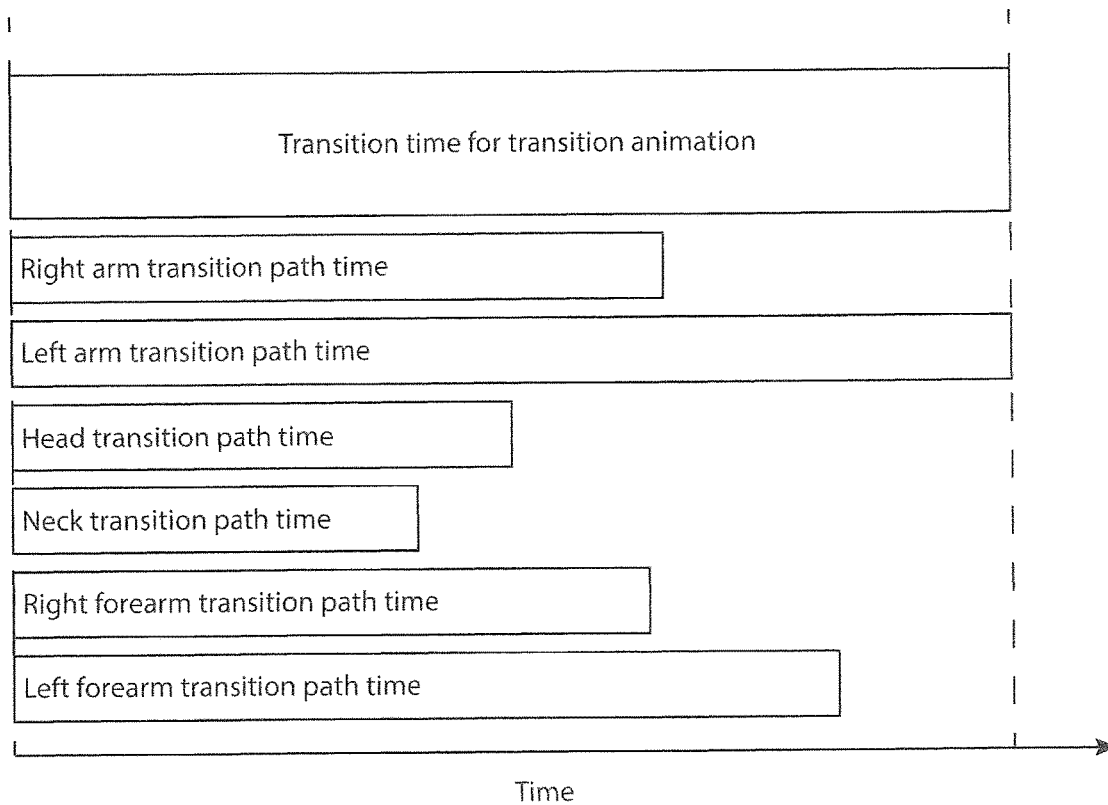 Transition time for transition animation
Right arm transition path time
Left arm transition path time
Head transition path time
Neck transition path time
Right forearm transition path time
Left forearm transition path time
Time